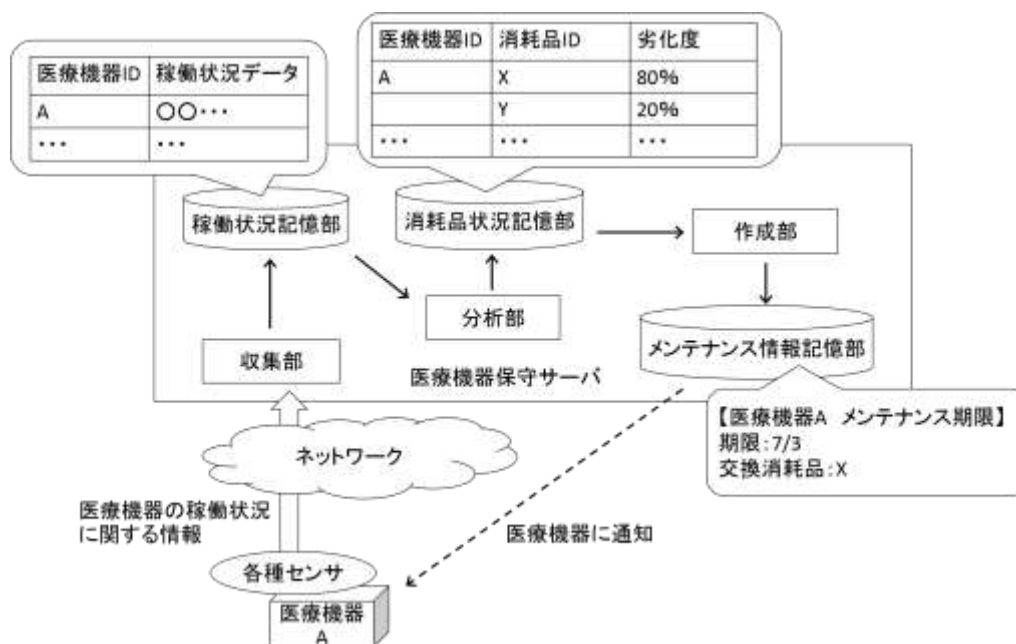 医療機器ID 稼働状況データ
A 〇〇･･･
･･･ ･･･
医療機器ID 消耗品ID 劣化度
A X 80%
Y 20%
･･･ ･･･ ･･･
稼働状況記憶部
消耗品状況記憶部
作成部
分析部
収集部
メンテナンス情報記憶部
医療機器保守サーバ
【医療機器A メンテナンス期限】
期限:7/3
交換消耗品:X
ネットワーク
医療機器の稼働状況
に関する情報
医療機器に通知
各種センサ
医療機器
A